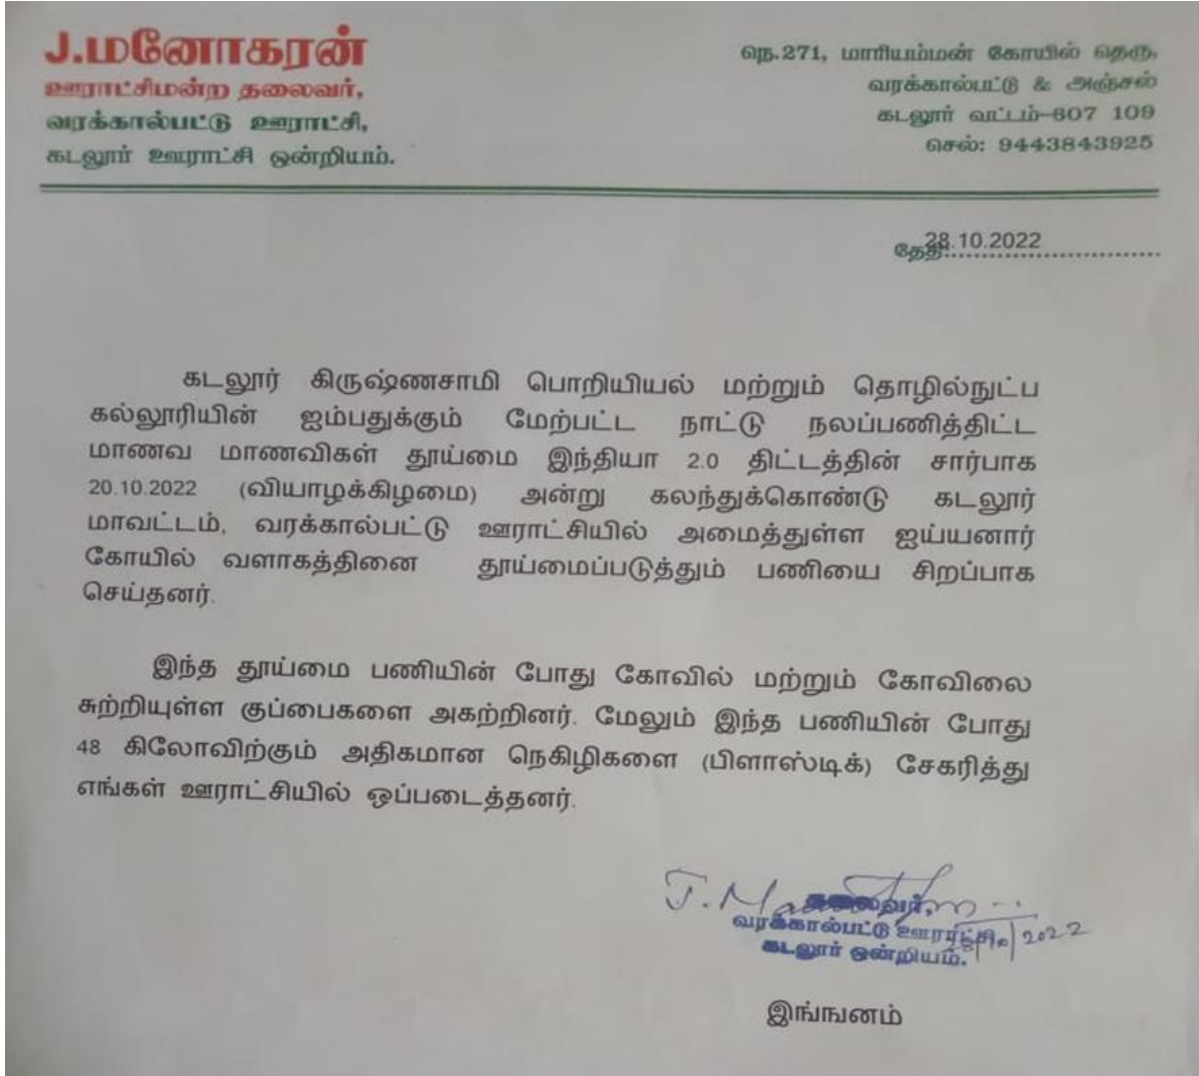 J.மனோகரன்
ஊராட்சிமன்ற தலைவர்,
வரக்கால்பட்டு ஊராட்சி,
கடலூர் ஊராட்சி ஒன்றியம்.
நெ.271, மாரியம்மன் கோயில் தெரு,
வரக்கால்பட்டு & அஞ்சல்
கடலூர் வட்டம்-607 109
செல்: 9443843925
தேதி: 28.10.2022
கடலூர் கிருஷ்ணசாமி பொறியியல் மற்றும் தொழில்நுட்ப
கல்லூரியின் ஐம்பதுக்கும் மேற்பட்ட நாட்டு நலப்பணித்திட்ட
மாணவ மாணவிகள் தூய்மை இந்தியா 2.0 திட்டத்தின் சார்பாக
20.10.2022 (வியாழக்கிழமை) அன்று கலந்துக்கொண்டு கடலூர்
மாவட்டம், வரக்கால்பட்டு ஊராட்சியில் அமைத்துள்ள ஐய்யனார்
கோயில் வளாகத்தினை தூய்மைப்படுத்தும் பணியை சிறப்பாக
செய்தனர்.
இந்த தூய்மை பணியின் போது கோவில் மற்றும் கோவிலை
சுற்றியுள்ள குப்பைகளை அகற்றினர். மேலும் இந்த பணியின் போது
48 கிலோவிற்கும் அதிகமான நெகிழிகளை (பிளாஸ்டிக்) சேகரித்து
எங்கள் ஊராட்சியில் ஒப்படைத்தனர்.
தலைவர்,
வரக்கால்பட்டு ஊராட்சி
28/10/2022
கடலூர் ஒன்றியம்.
இங்ஙனம்